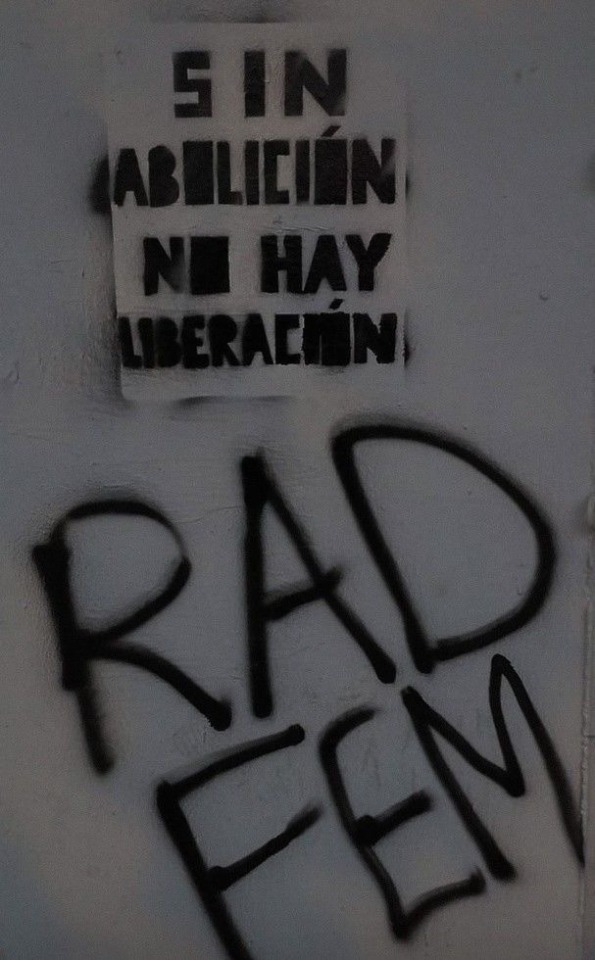 SIN
ABOLICIÓN
NO HAY
LIBERACIÓN
RAD
FEM